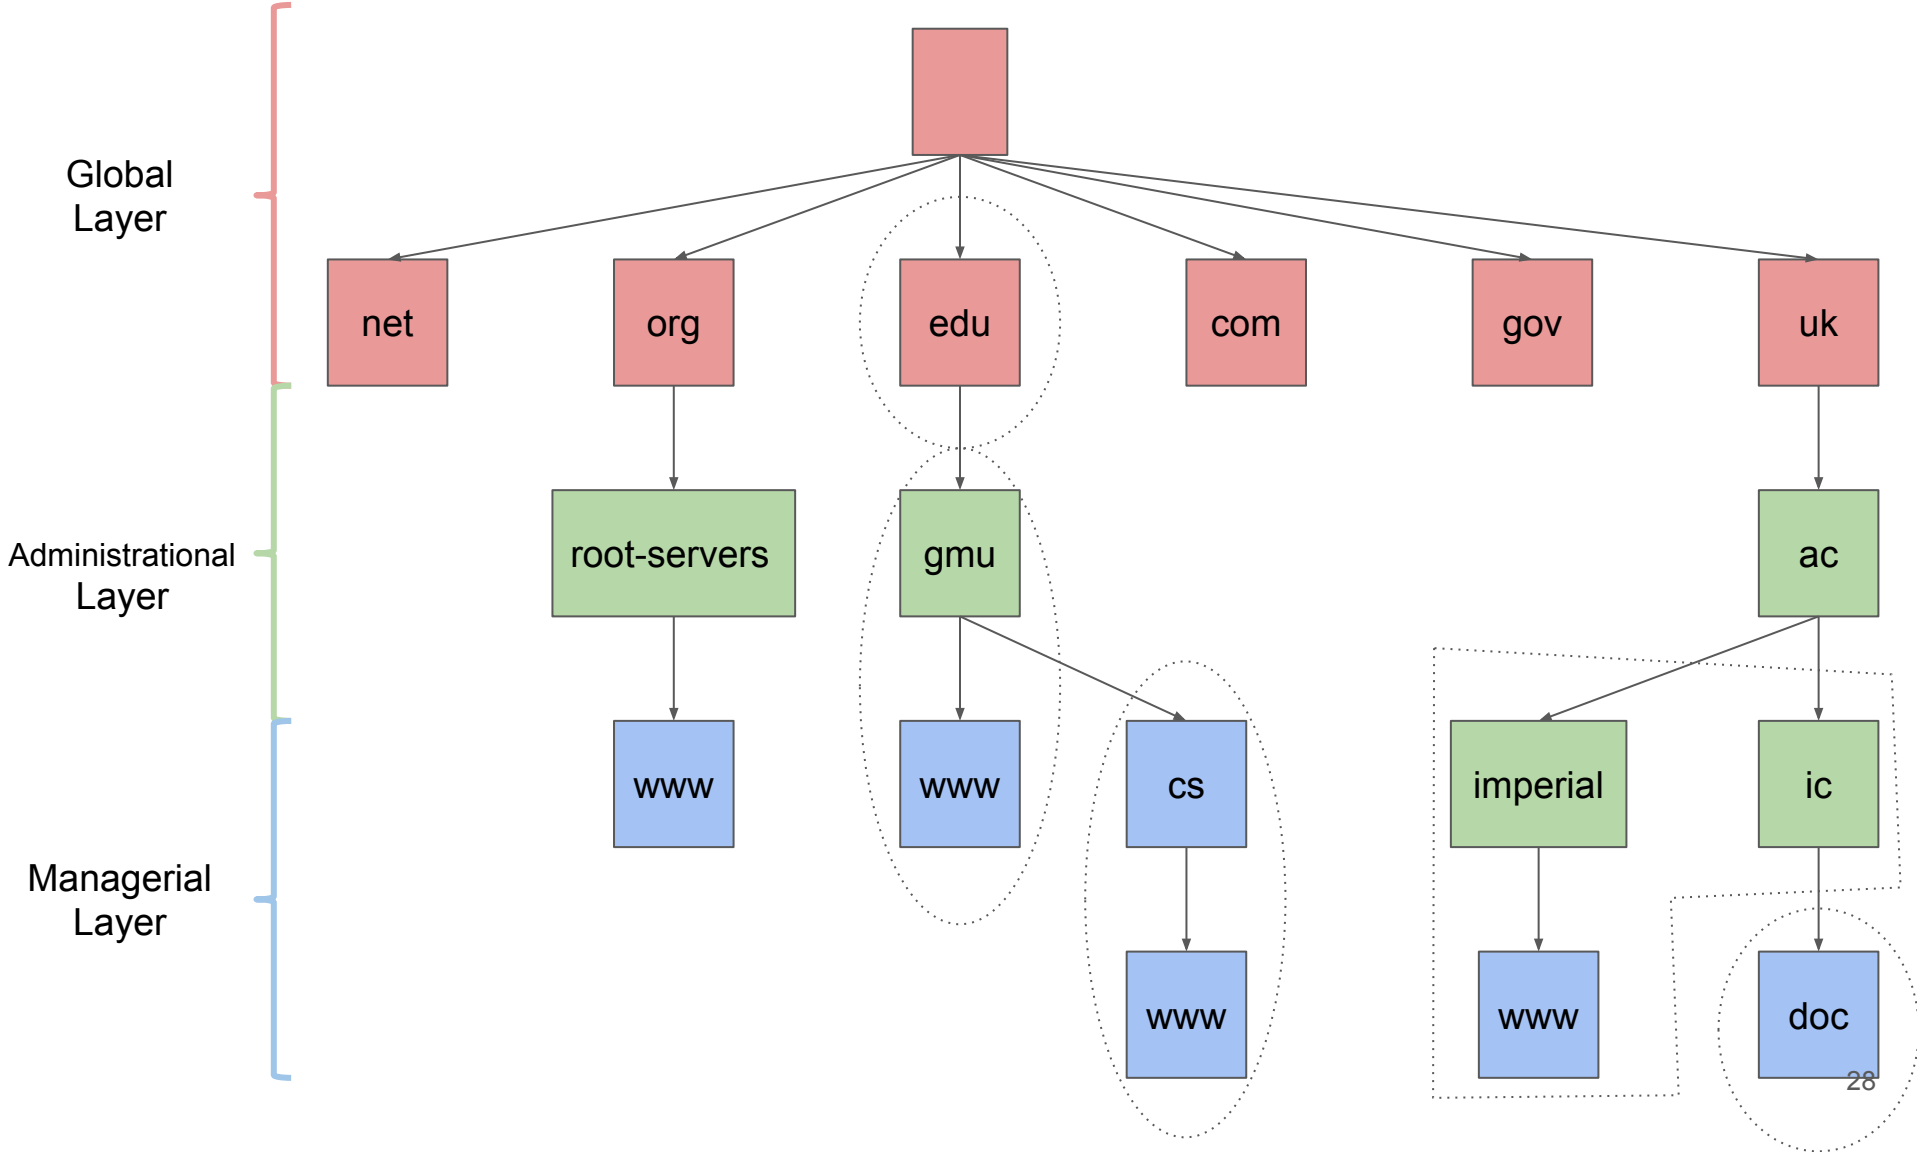 Global
Layer
net
org
edu
com
gov
uk
Administrational
Layer
root-servers
gmu
ac
www
www
cs
imperial
ic
Managerial
Layer
www
www
doc
28